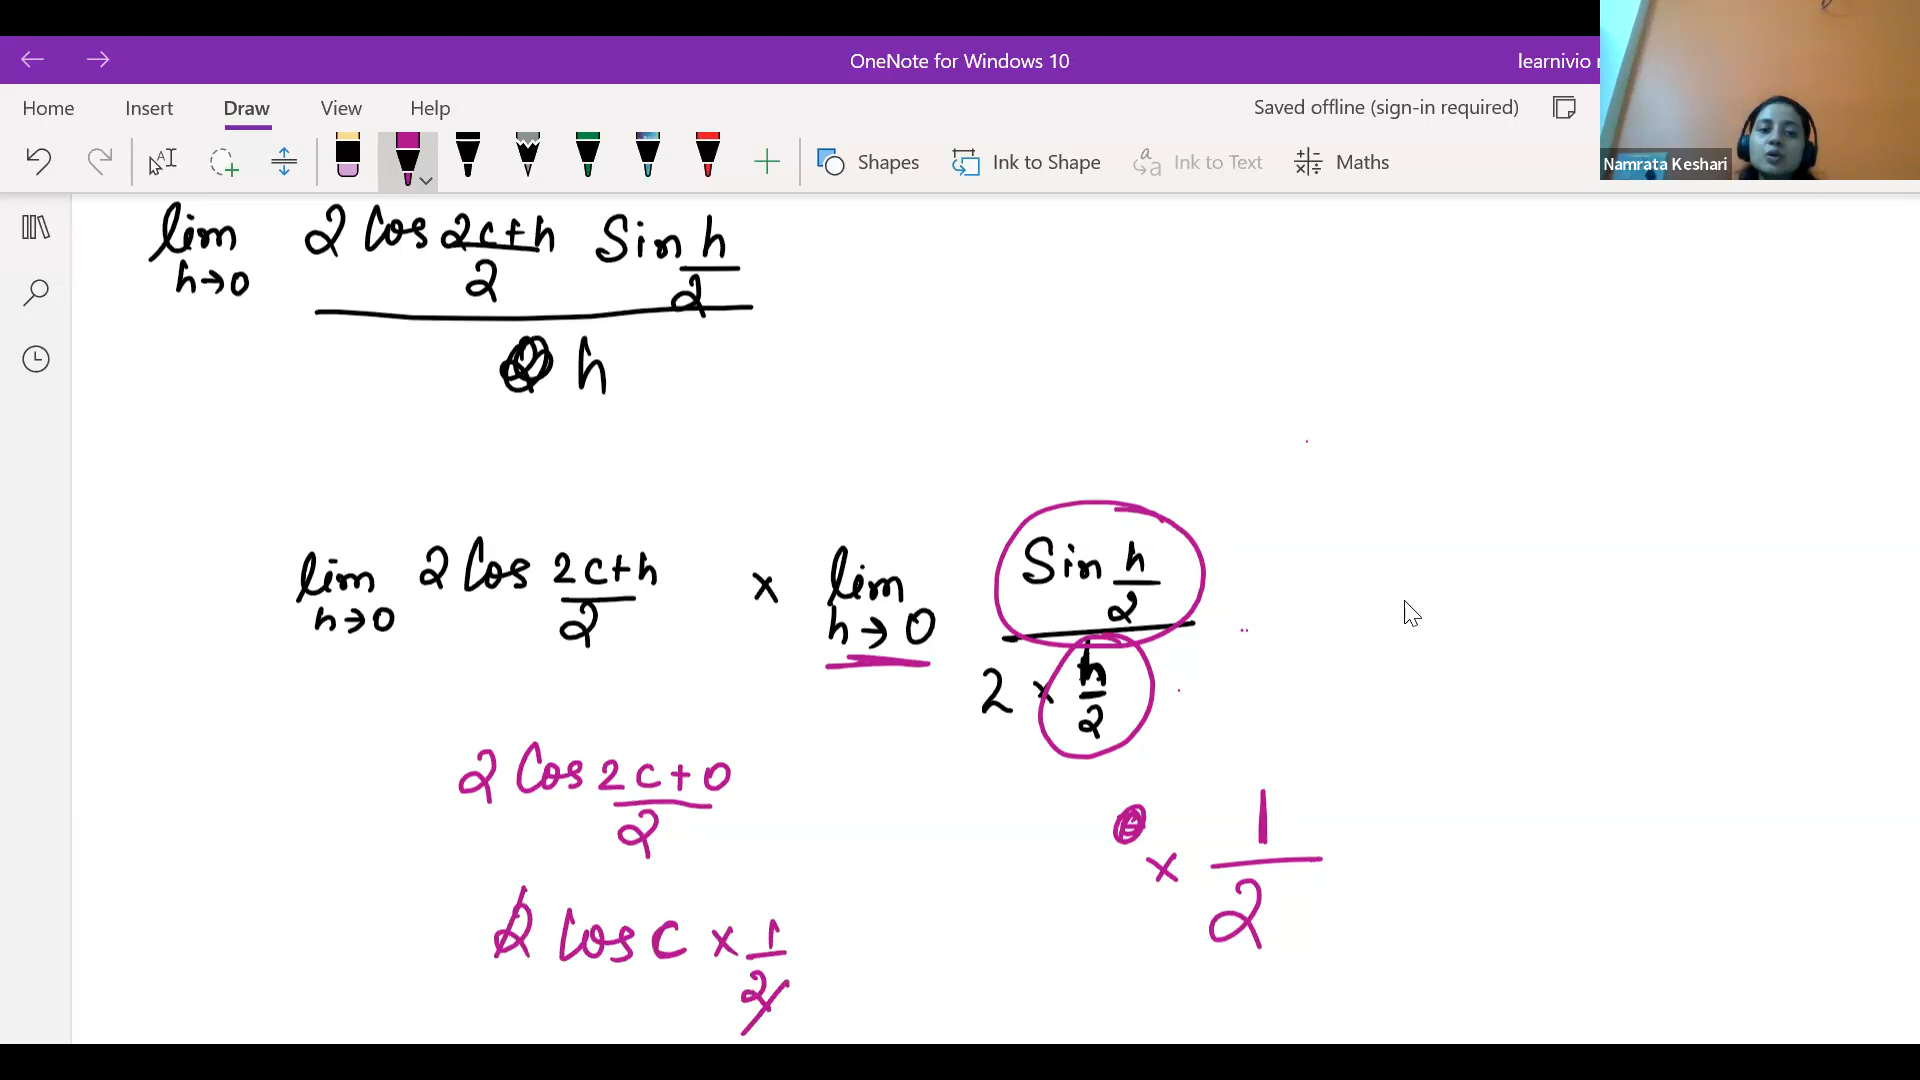 OneNote for Windows 10
learnivio
Home Insert Draw View Help
Saved offline (sign-in required)
Shapes Ink to Shape Ink to Text Maths
Namrata Keshari
lim 2 Cos 2c+h Sin h
h→0 2 2
h
lim 2 Cos 2c+h × lim Sin h
h→0 2 h→0 2
2 × h
2
2 Cos 2c+0
2
× 1
2
2 Cos c × 1
2